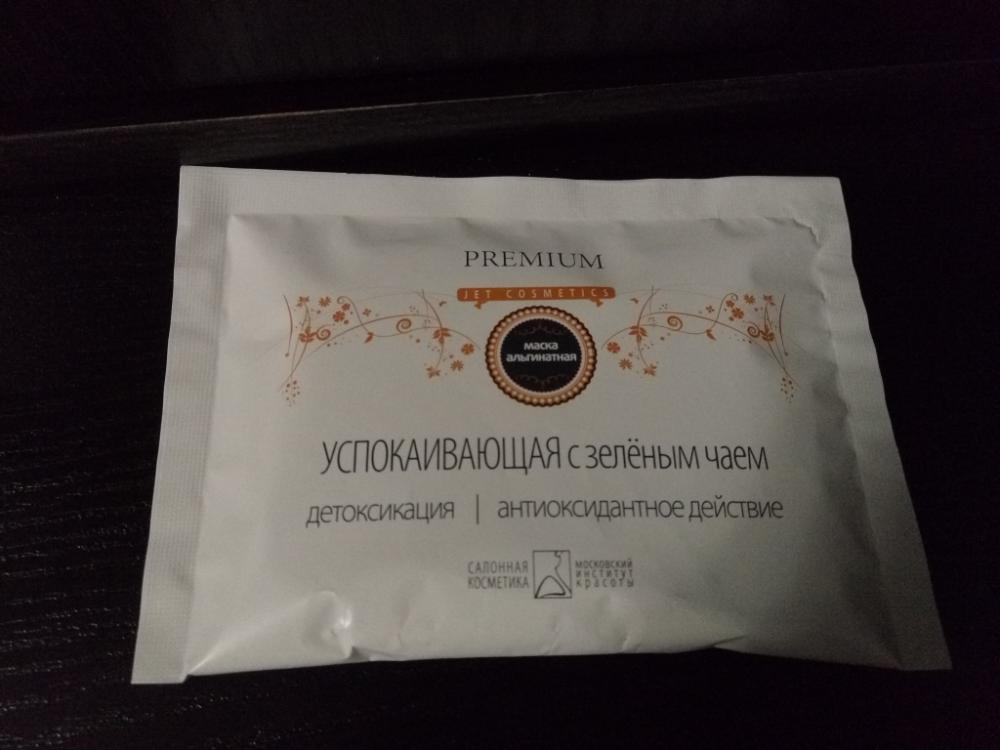 PREMIUM
JET COSMETICS
маска
альгинатная
УСПОКАИВАЮЩАЯ с зелёным чаем
детоксикация | антиоксидантное действие
САЛОННАЯ
КОСМЕТИКА
МОСКОВСКИЙ
ИНСТИТУТ
красоты